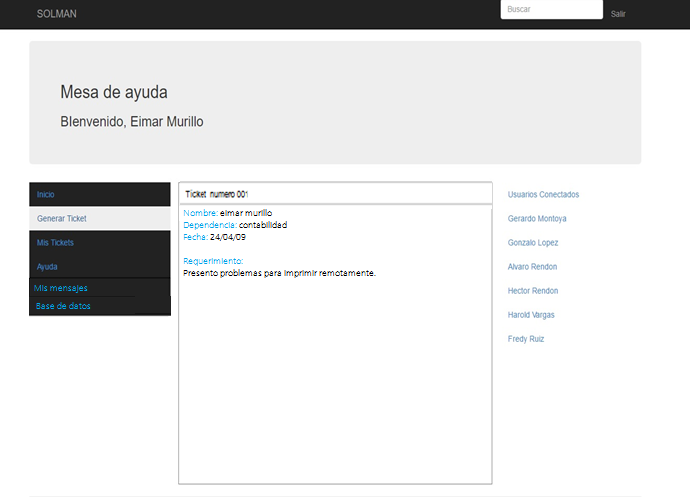 SOLMAN
Buscar
Salir
Mesa de ayuda
BIenvenido, Eimar Murillo
Inicio
Generar Ticket
Mis Tickets
Ayuda
Mis mensajes
Base de datos
Ticket numero 001
Nombre: eimar murillo
Dependencia: contabilidad
Fecha: 24/04/09
Requerimiento:
Presento problemas para imprimir remotamente.
Usuarios Conectados
Gerardo Montoya
Gonzalo Lopez
Alvaro Rendon
Hector Rendon
Harold Vargas
Fredy Ruiz